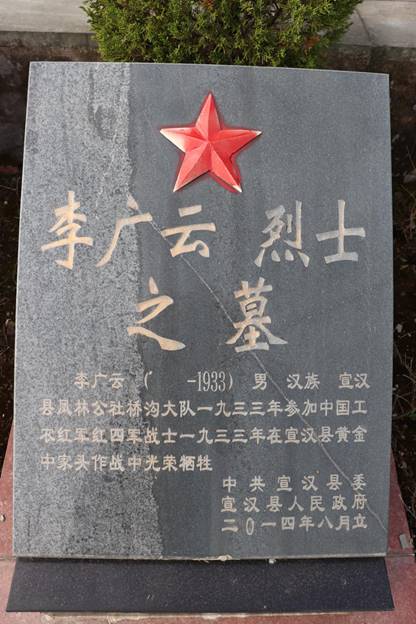 李广云 烈士
之 墓
李广云 ( -1933) 男 汉族 宣汉
县凤林公社桥沟大队一九三三年参加中国工
农红军红四军战士一九三三年在宣汉县黄金
中家头作战中光荣牺牲
中共宣汉县委
宣汉县人民政府
二0一四年八月立